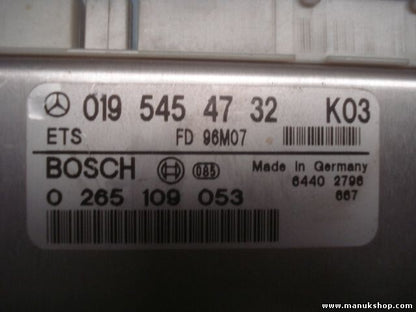 019 545 47 32 K03
ETS FD 96M07
BOSCH 085 Made in Germany
6440 2796
0 265 109 053 667
www.manukshop.com